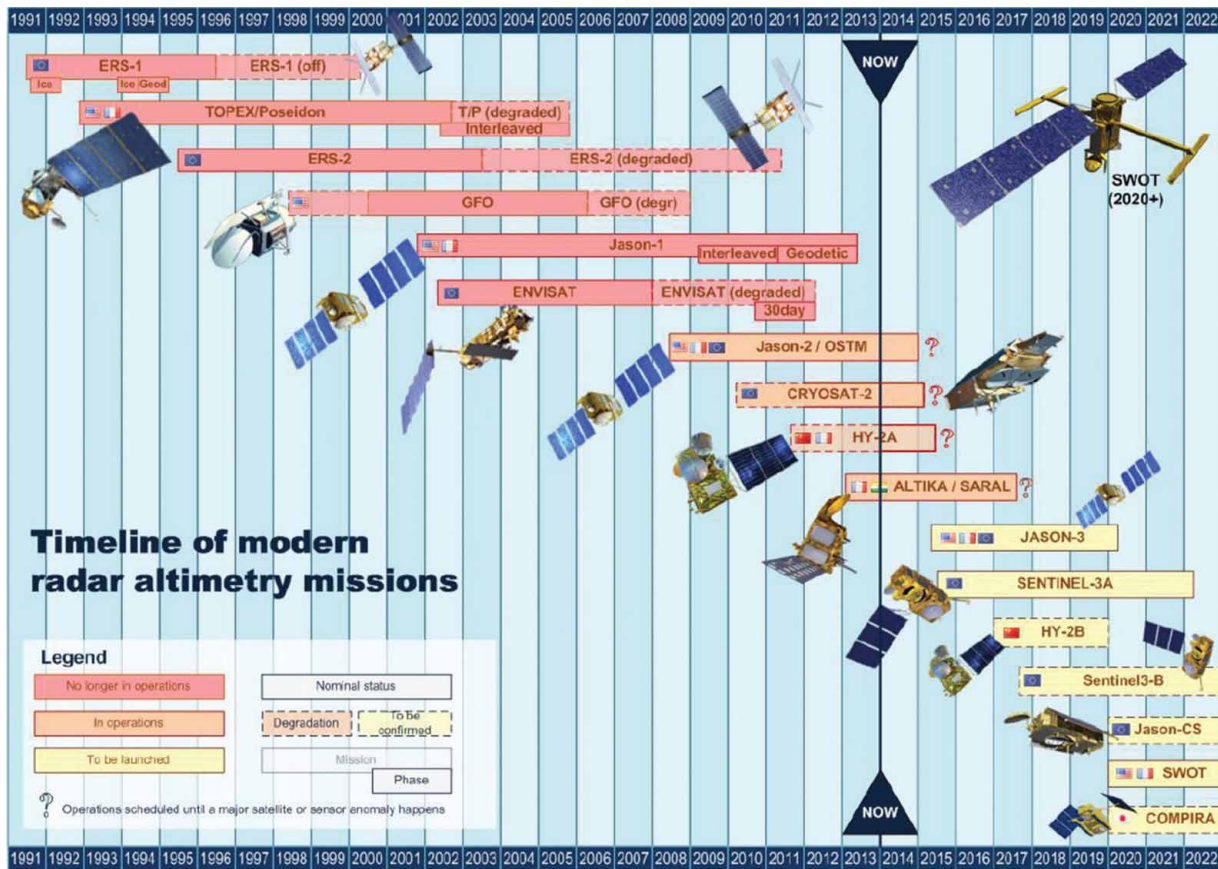 1991 1992 1993 1994 1995 1996 1997 1998 1999 2000 2001 2002 2003 2004 2005 2006 2007 2008 2009 2010 2011 2012 2013 2014 2015 2016 2017 2018 2019 2020 2021 2022
NOW
ERS-1 ERS-1 (off)
Ice Ice Geod
TOPEX/Poseidon T/P (degraded)
Interleaved
ERS-2 ERS-2 (degraded)
SWOT
(2020+)
GFO GFO (degr)
Jason-1
Interleaved Geodetic
ENVISAT ENVISAT (degraded)
30day
Jason-2 / OSTM ?
CRYOSAT-2 ?
HY-2A ?
ALTIKA / SARAL ?
Timeline of modern
radar altimetry missions
JASON-3
SENTINEL-3A
HY-2B
Sentinel3-B
Jason-CS
SWOT
COMPIRA
Legend
No longer in operations
In operations
To be launched
Nominal status
Degradation
To be
confirmed
Mission
Phase
? Operations scheduled until a major satellite or sensor anomaly happens
NOW
1991 1992 1993 1994 1995 1996 1997 1998 1999 2000 2001 2002 2003 2004 2005 2006 2007 2008 2009 2010 2011 2012 2013 2014 2015 2016 2017 2018 2019 2020 2021 2022